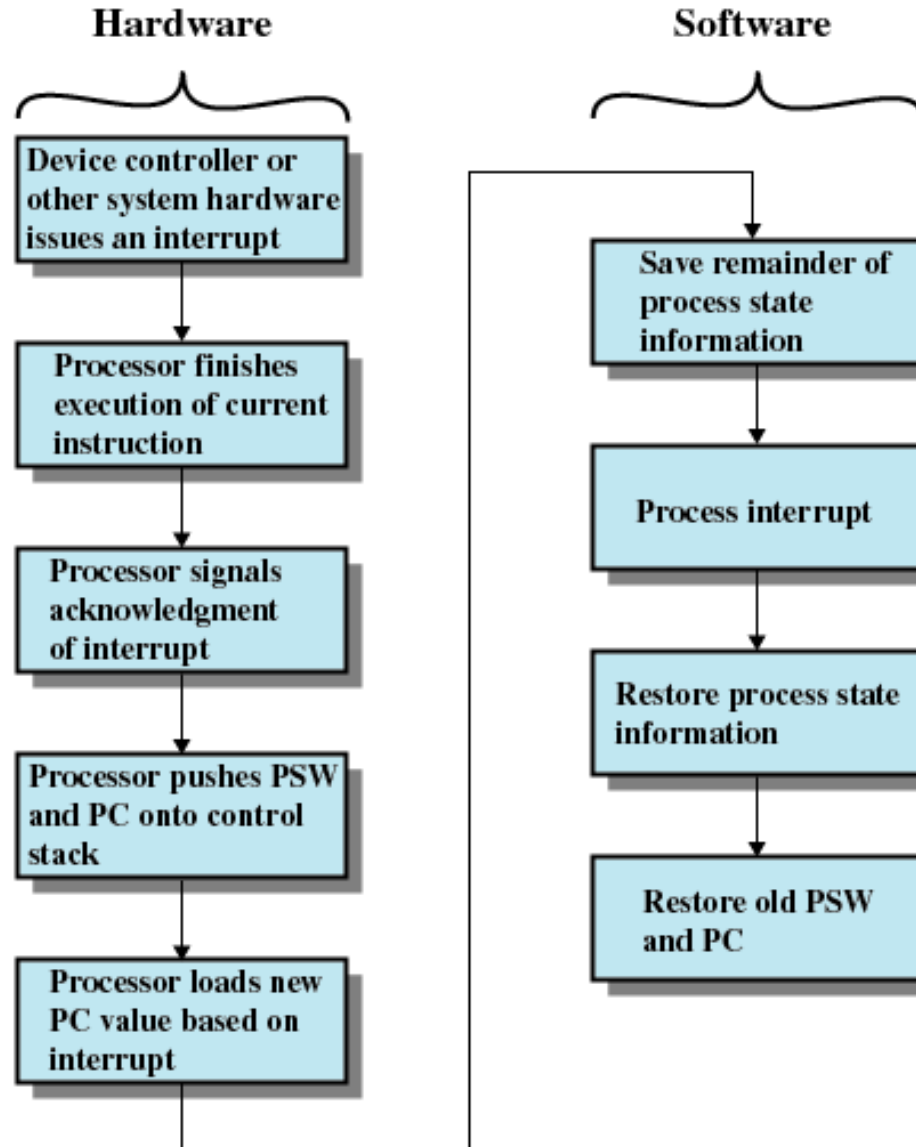 Hardware
Device controller or
other system hardware
issues an interrupt
Processor finishes
execution of current
instruction
Processor signals
acknowledgment
of interrupt
Processor pushes PSW
and PC onto control
stack
Processor loads new
PC value based on
interrupt
Software
Save remainder of
process state
information
Process interrupt
Restore process state
information
Restore old PSW
and PC